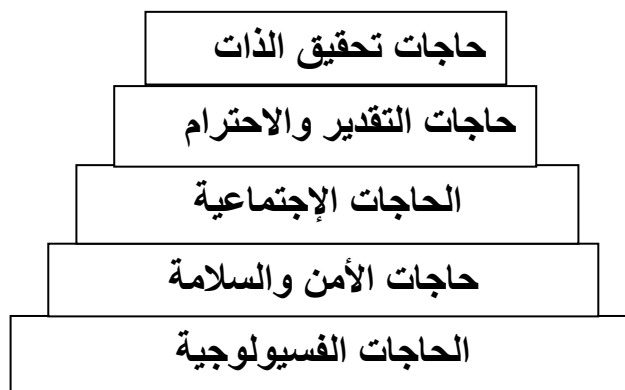 حاجات تحقيق الذات
حاجات التقدير والاحترام
الحاجات الإجتماعية
حاجات الأمن والسلامة
الحاجات الفسيولوجية